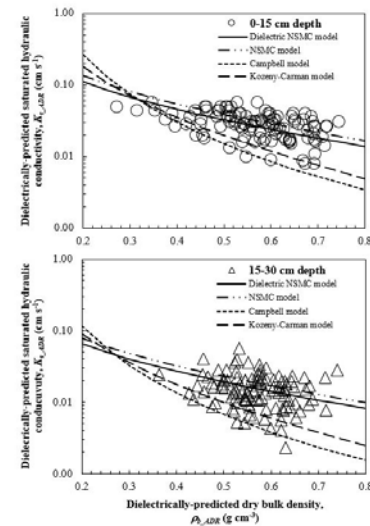 Dielectrically-predicted saturated hydraulic
conductivity, Ks_ADR (cm s-1)
1.00
0.10
0.01
0.00
0-15 cm depth
Dielectric NSMC model
NSMC model
Campbell model
Kozeny-Carman model
0.2 0.3 0.4 0.5 0.6 0.7 0.8
Dielecrically-predicted saturated hydraulic
conducuvuty, Ks_ADR (cm s-1)
1.00
0.10
0.01
0.00
15-30 cm depth
Dielectric NSMC model
NSMC model
Campbell model
Kozeny-Carman model
0.2 0.3 0.4 0.5 0.6 0.7 0.8
Dielectrically-predicted dry bulk density,
ρb_ADR (g cm-3)